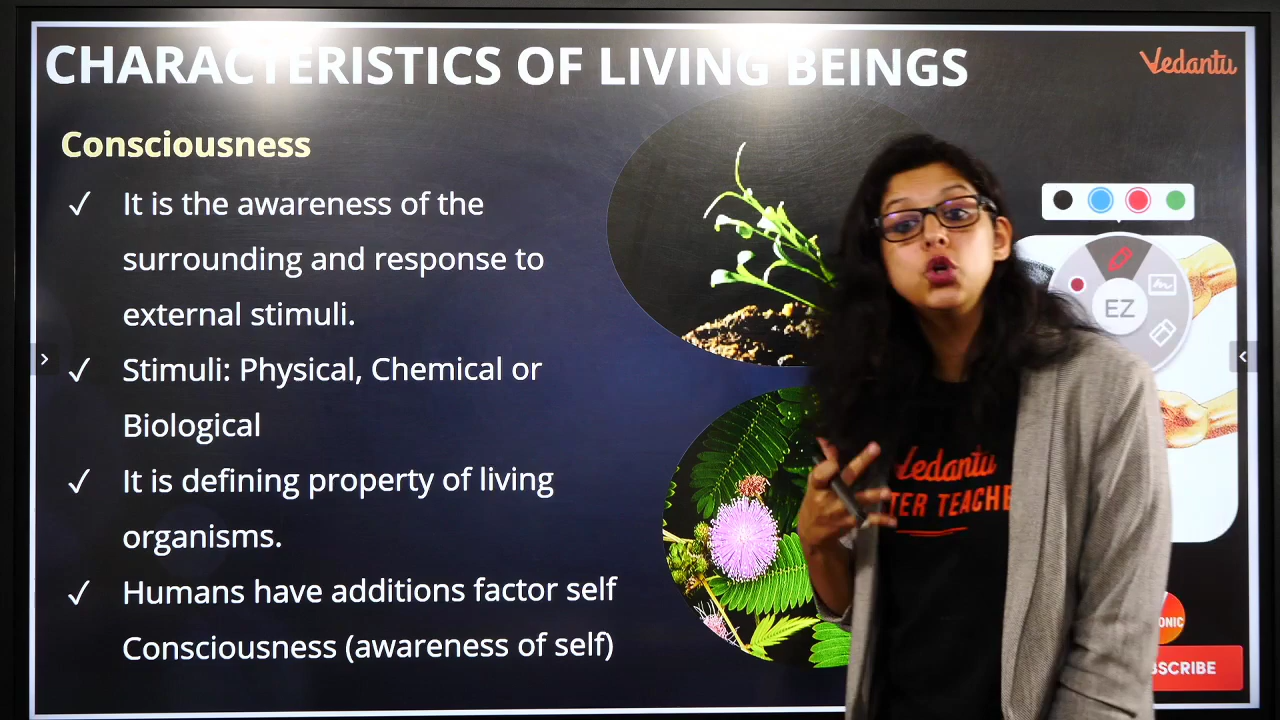 CHARACTERISTICS OF LIVING BEINGS
Vedantu
Consciousness
✓ It is the awareness of the
surrounding and response to
external stimuli.
✓ Stimuli: Physical, Chemical or
Biological
✓ It is defining property of living
organisms.
✓ Humans have additions factor self
Consciousness (awareness of self)
EZ